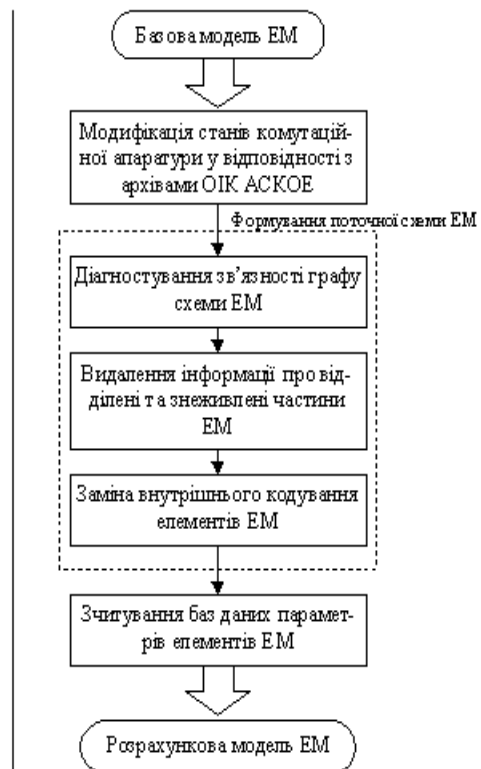 Базова модель ЕМ
Модифікація станів комутацій-
ної апаратури у відповідності з
архівами ОІК АСКОЕ
Формування поточної схеми ЕМ
Діагностування зв’язності графу
схеми ЕМ
Видалення інформації про від-
ділені та знеживлені частини
ЕМ
Заміна внутрішнього кодування
елементів ЕМ
Зчитування баз даних парамет-
рів елементів ЕМ
Розрахункова модель ЕМ